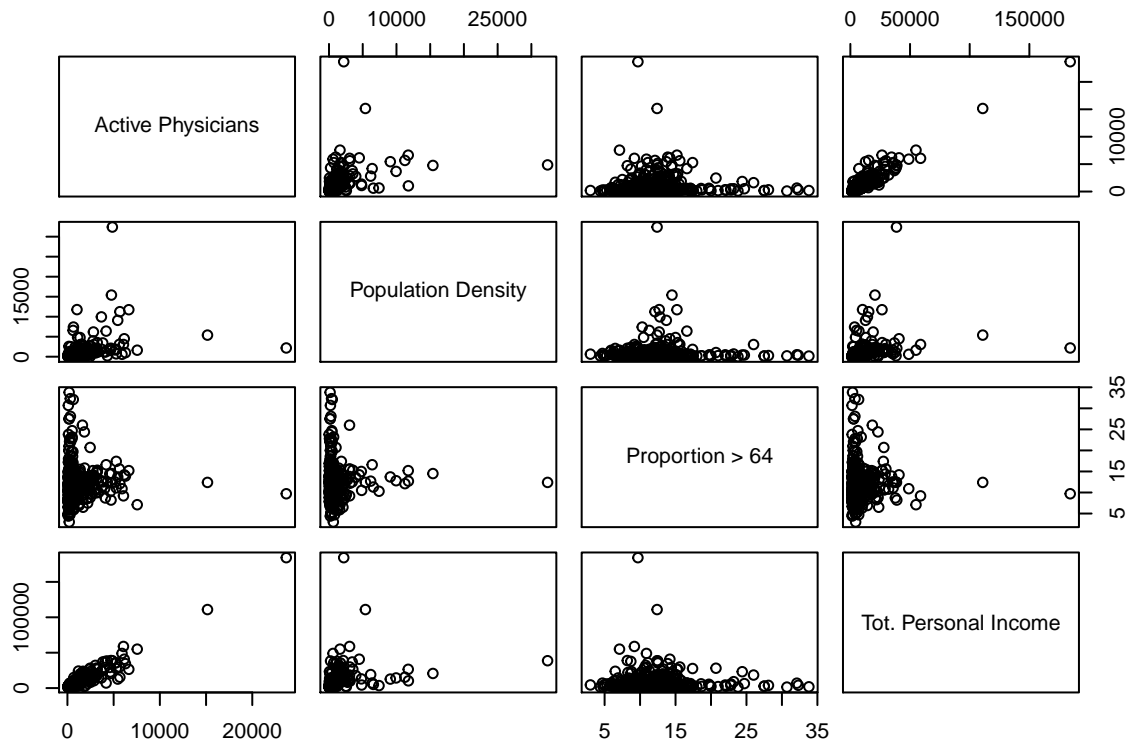 0 10000 25000
0 50000 150000
Active Physicians
0 10000
0 15000
Population Density
Proportion > 64
5 15 25 35
0 100000
Tot. Personal Income
0 10000 20000
5 15 25 35